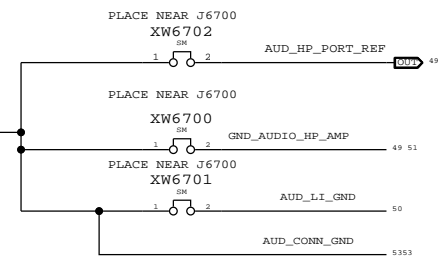 PLACE NEAR J6700
XW6702
SM
1 2
AUD_HP_PORT_REF
OUT 49
PLACE NEAR J6700
XW6700
SM
1 2
GND_AUDIO_HP_AMP
49 51
PLACE NEAR J6700
XW6701
SM
1 2
AUD_LI_GND
50
AUD_CONN_GND
5353